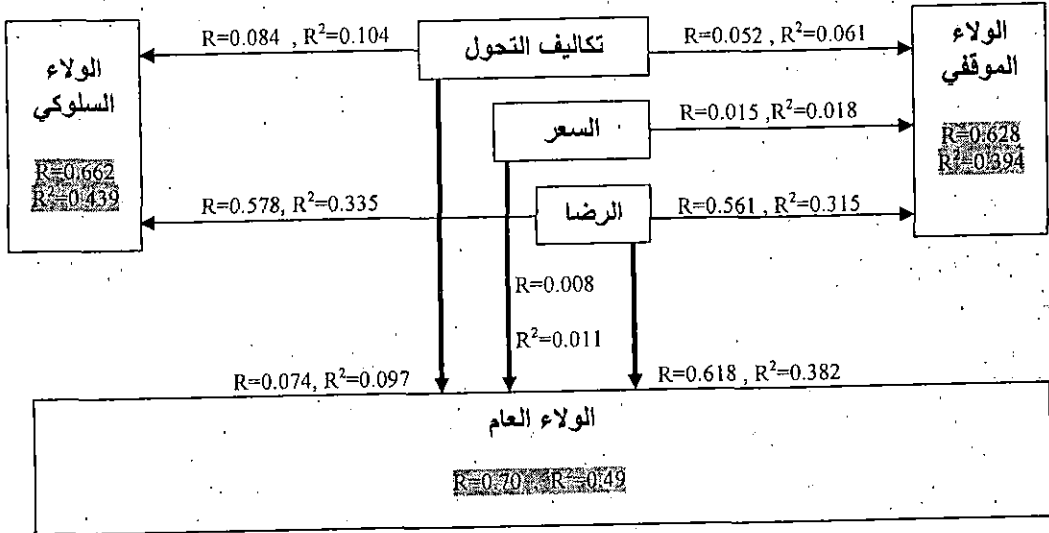 R=0.084 , R²=0.104
تكاليف التحول
R=0.052 , R²=0.061
الولاء
الموقفي
الولاء
السلوكي
السعر
R=0.015 ,R²=0.018
R=0.628
R²=0.394
R=0.662
R²=0.439
R=0.578, R²=0.335
الرضا
R=0.561 , R²=0.315
R=0.008
R²=0.011
R=0.074, R²=0.097
R=0.618 , R²=0.382
الولاء العام
R=0.70 R²=0.49